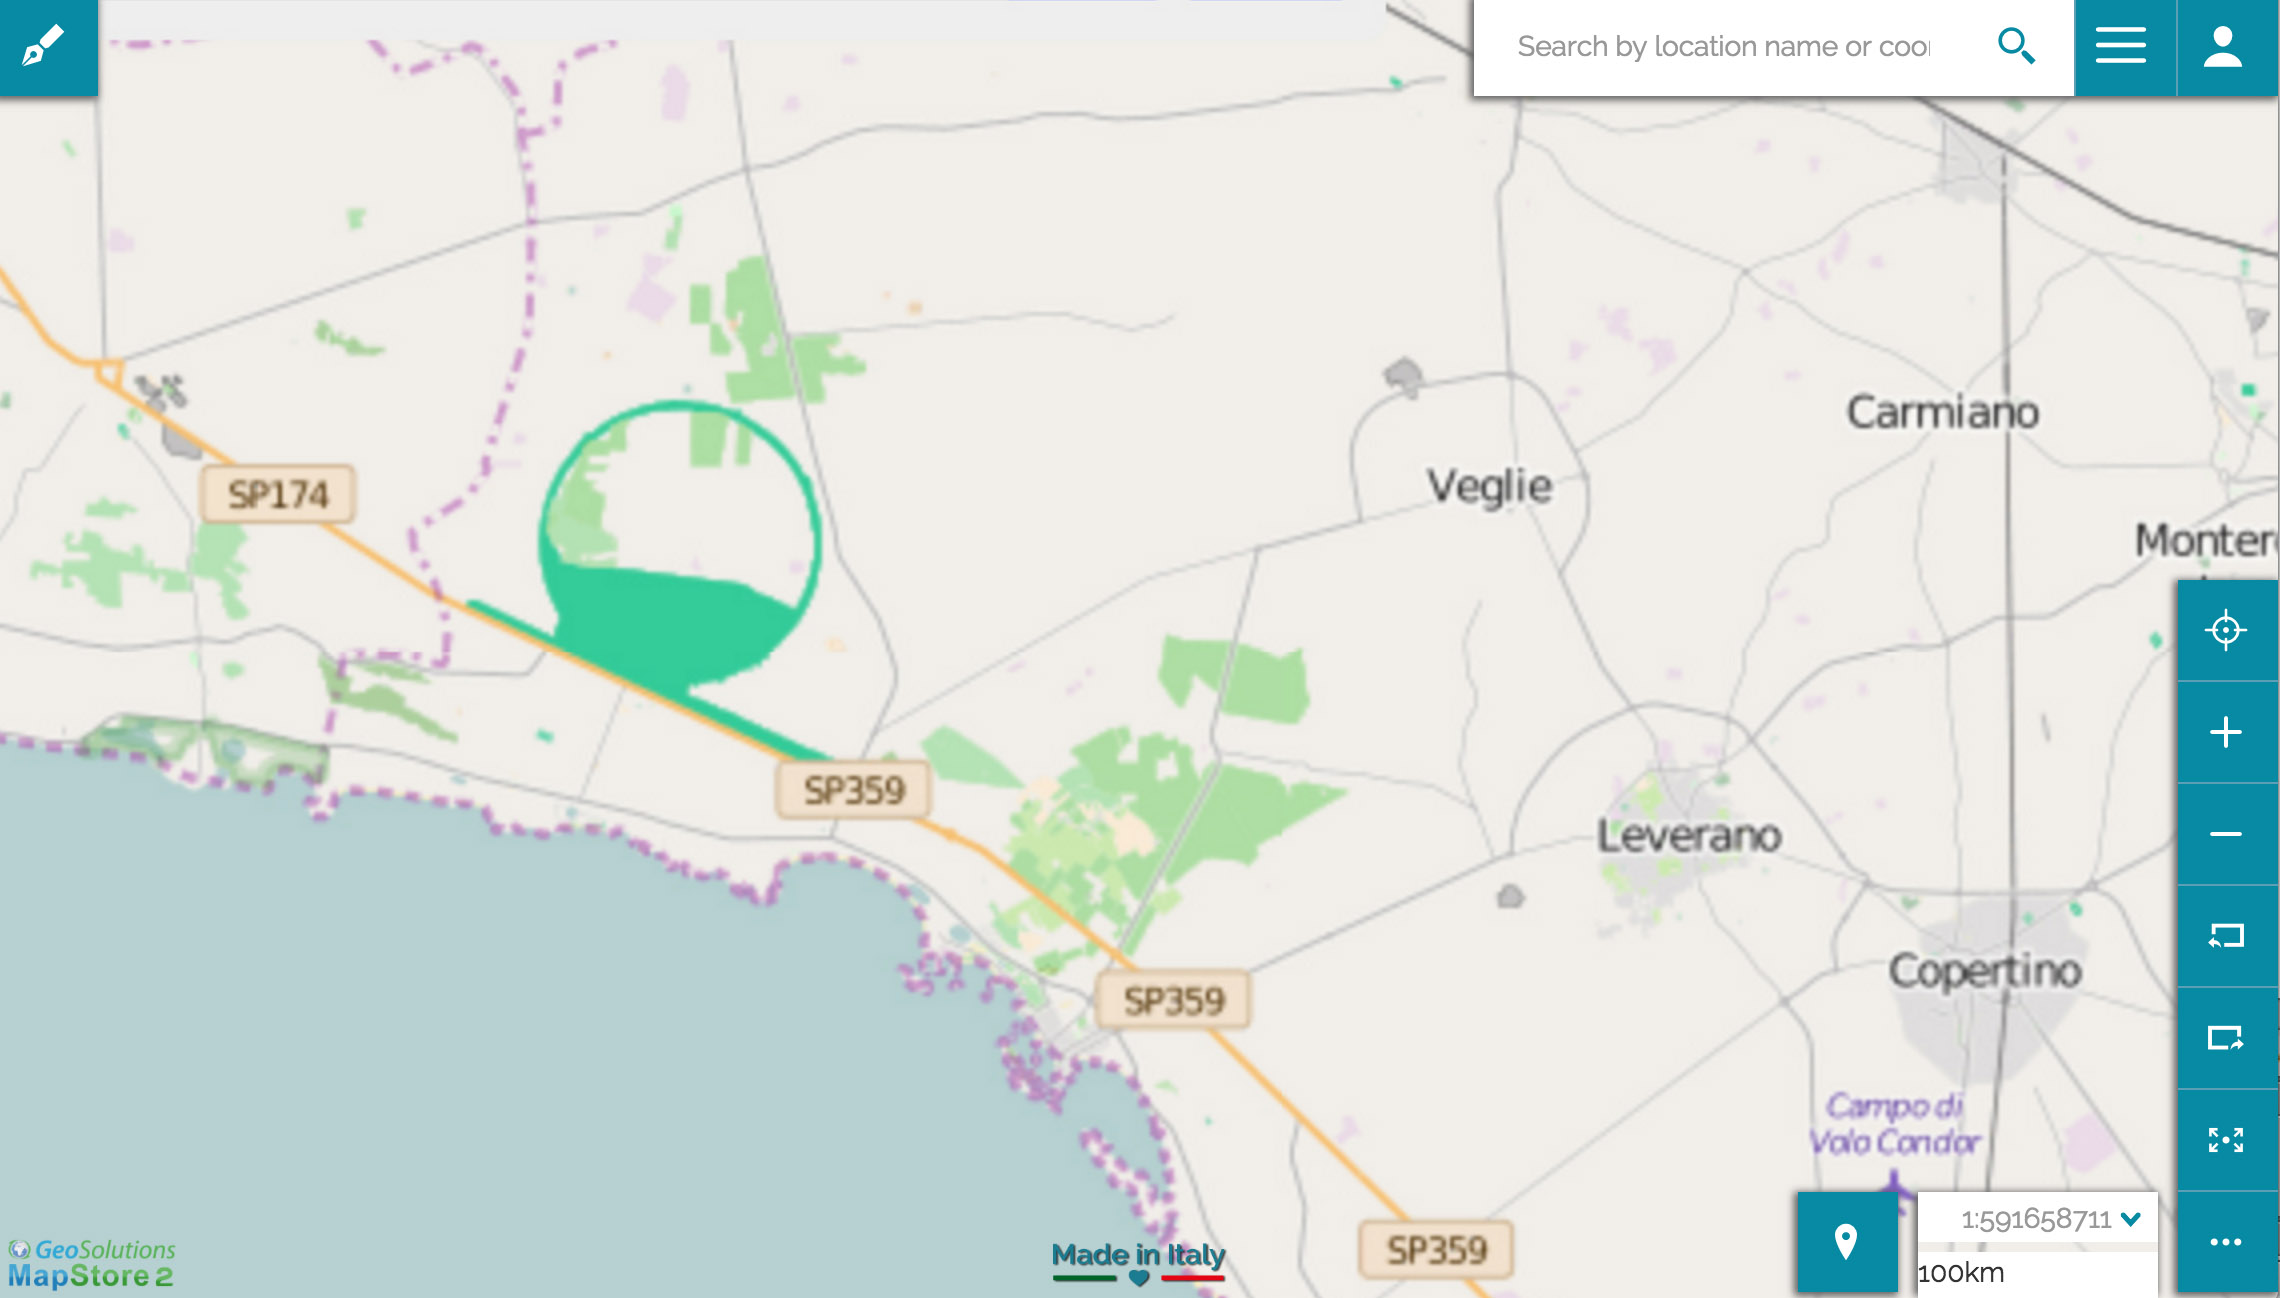 Search by location name or coor
Carmiano
Veglie
SP174
Monter
SP359
Leverano
Copertino
SP359
Campo di
Volo Condor
1:591658711
SP359
GeoSolutions
MapStore 2
Made in Italy
100km